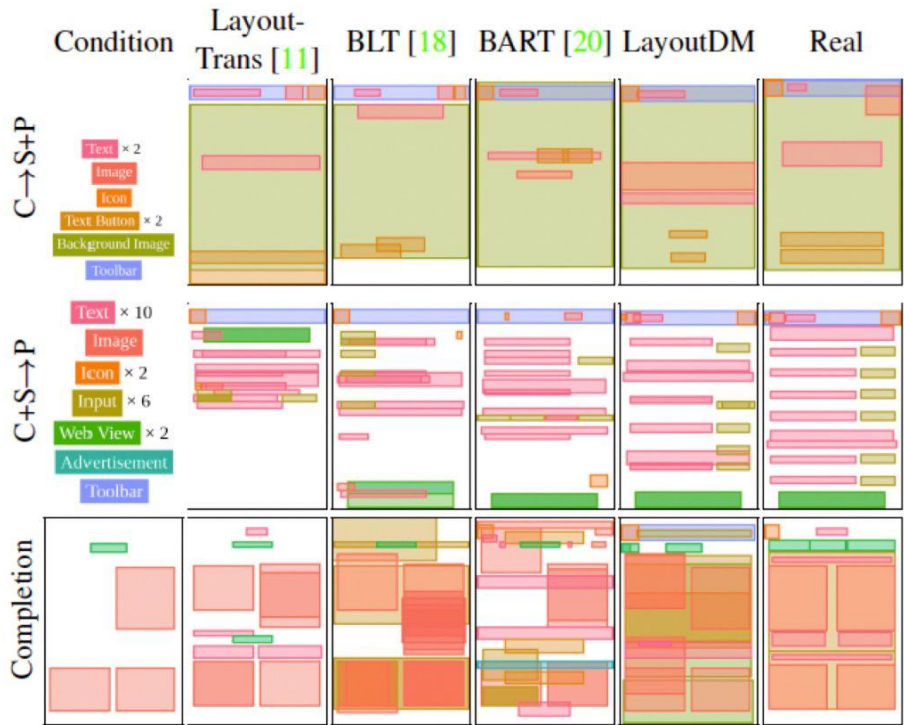 Condition
Layout-
Trans [11]
BLT [18]
BART [20]
LayoutDM
Real
C→S+P
Text × 2
Image
Icon
Text Button × 2
Background Image
Toolbar
C+S→P
Text × 10
Image
Icon × 2
Input × 6
Web View × 2
Advertisement
Toolbar
Completion